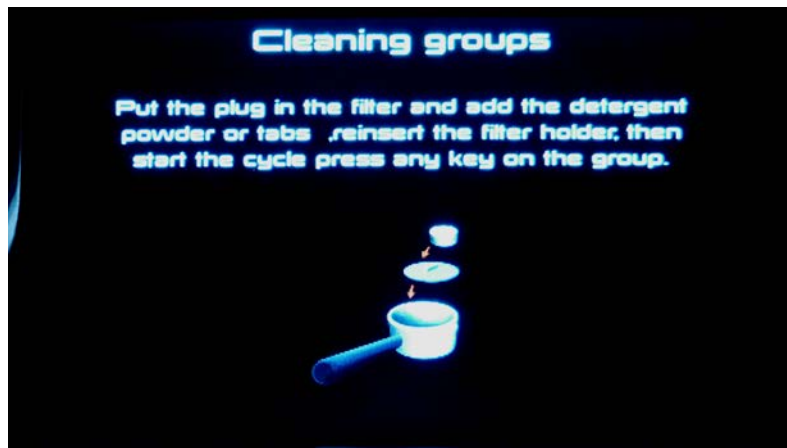 Cleaning groups
Put the plug in the filter and add the detergent
powder or tabs ,reinsert the filter holder, then
start the cycle press any key on the group.